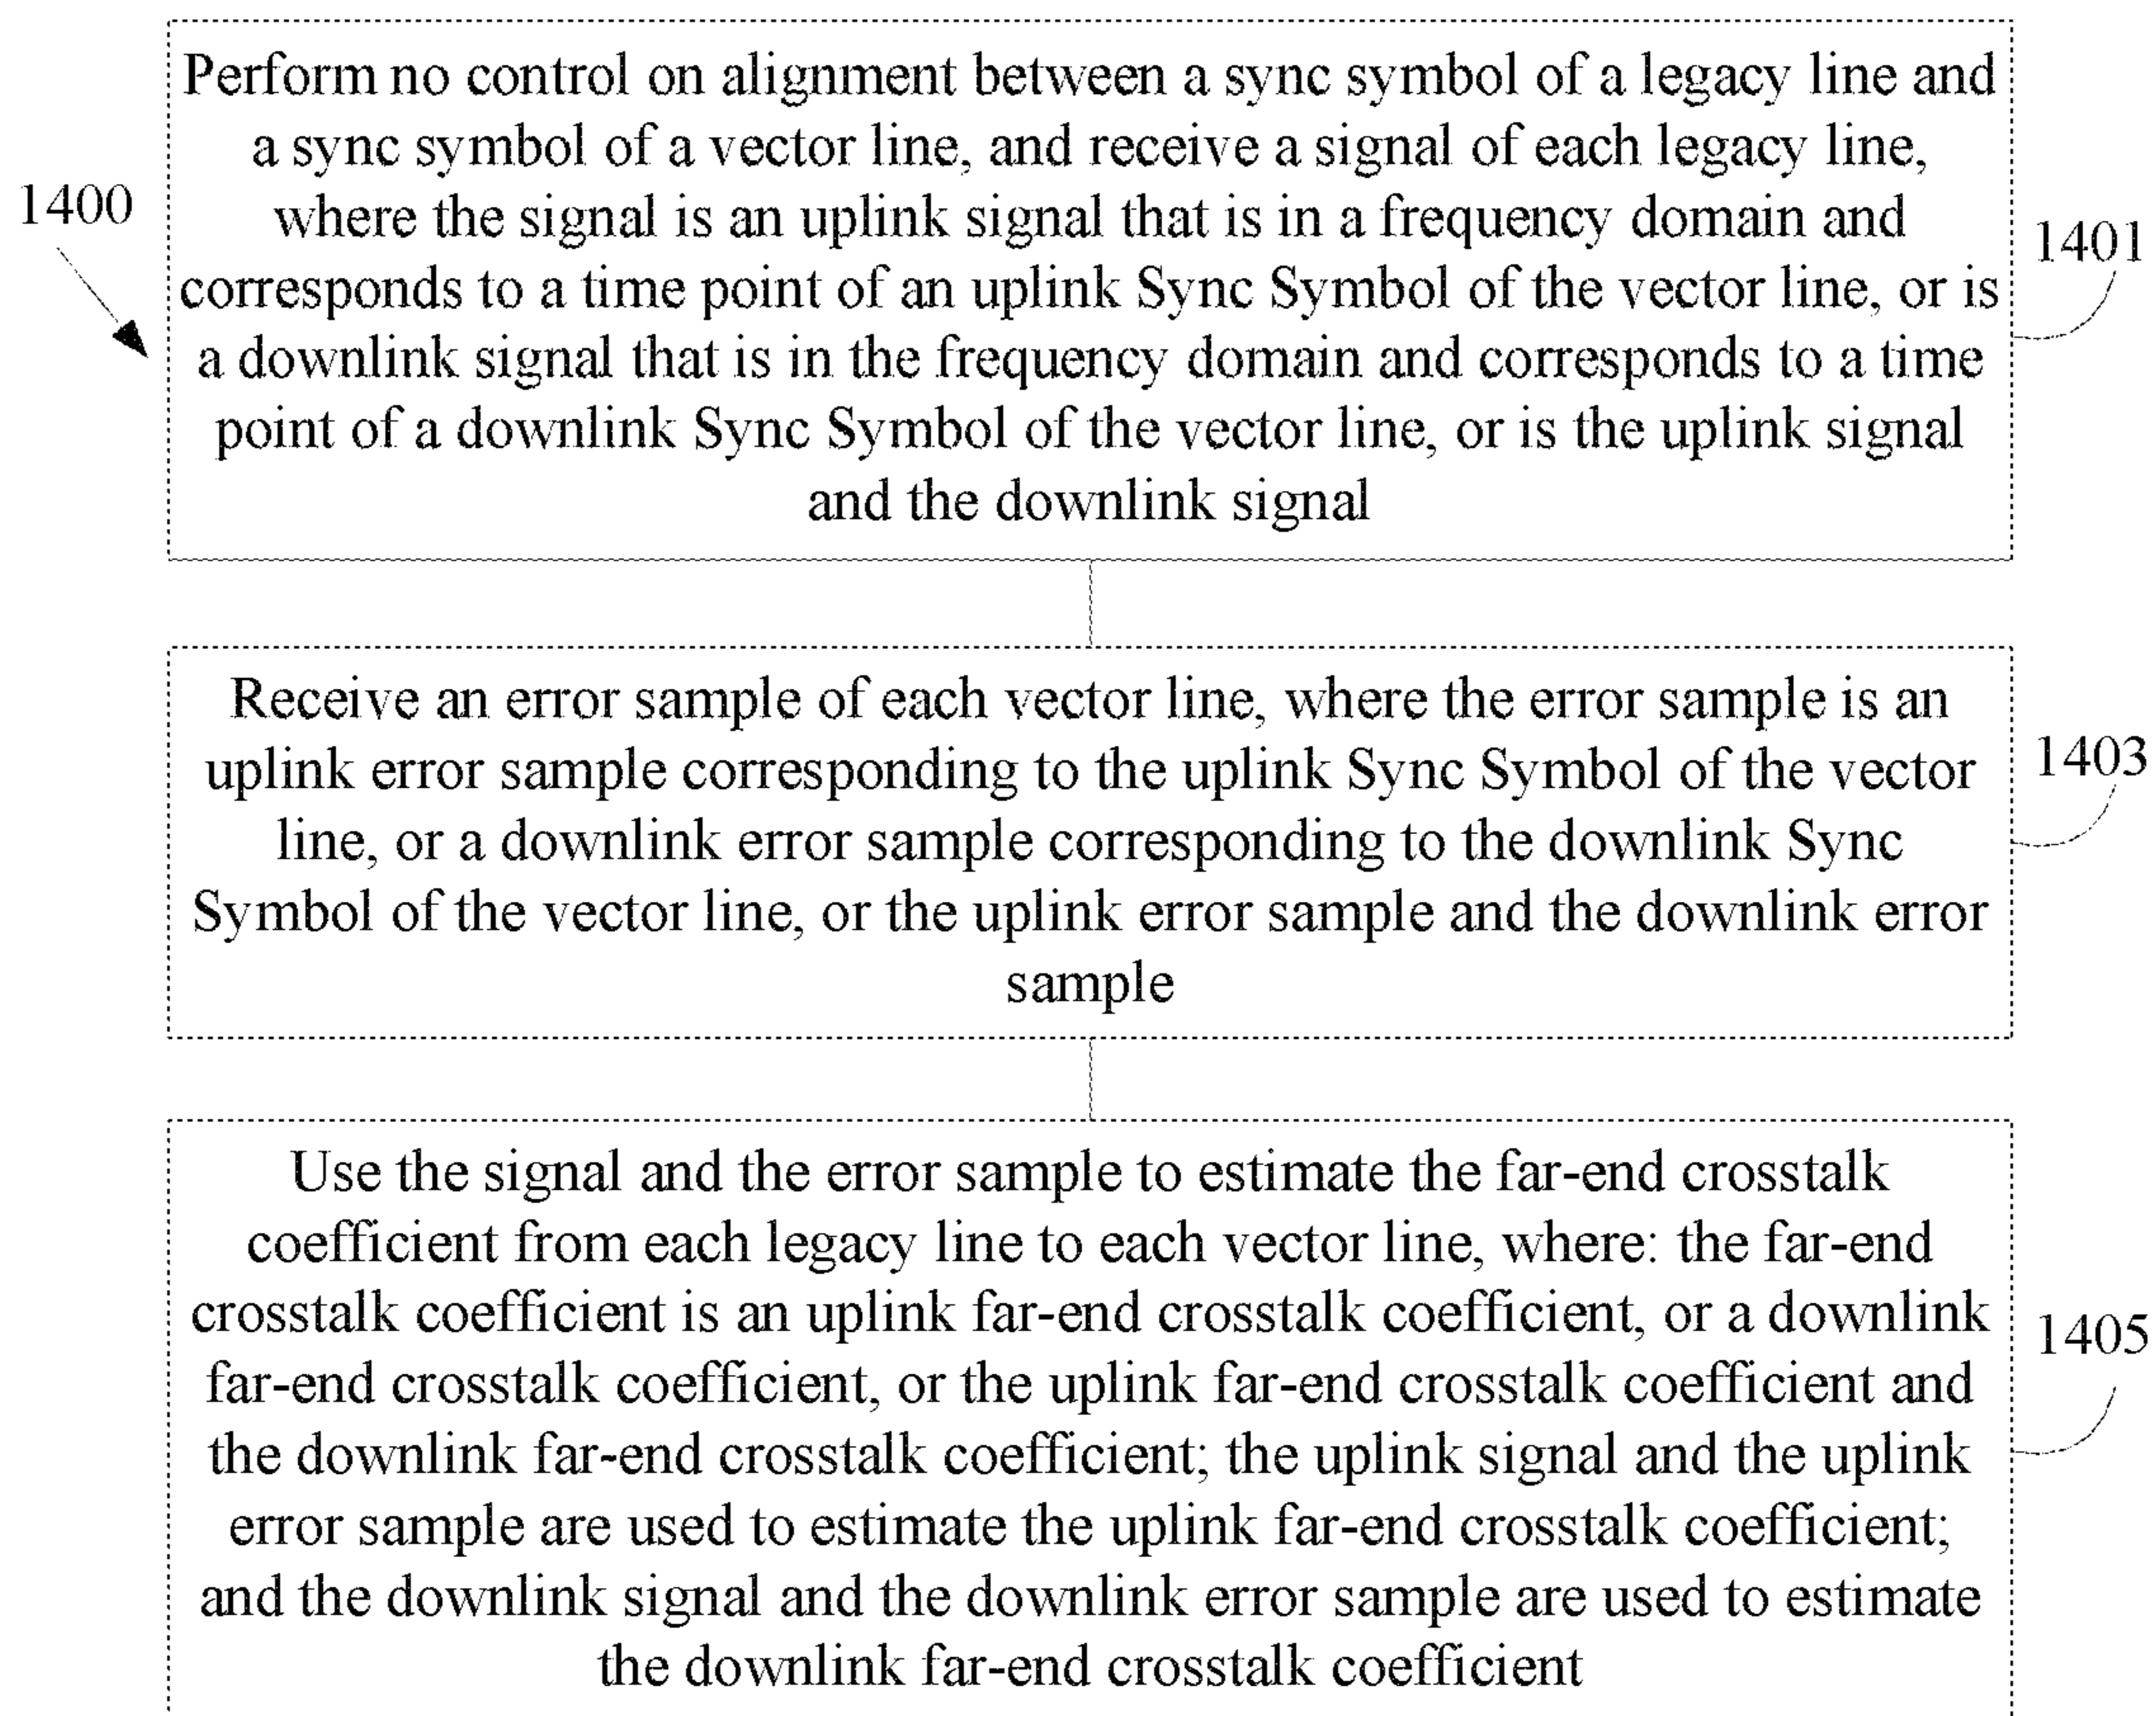 Perform no control on alignment between a sync symbol of a legacy line and
a sync symbol of a vector line, and receive a signal of each legacy line,
where the signal is an uplink signal that is in a frequency domain and
corresponds to a time point of an uplink Sync Symbol of the vector line, or is
a downlink signal that is in the frequency domain and corresponds to a time
point of a downlink Sync Symbol of the vector line, or is the uplink signal
and the downlink signal
1400
1401
Receive an error sample of each vector line, where the error sample is an
uplink error sample corresponding to the uplink Sync Symbol of the vector
line, or a downlink error sample corresponding to the downlink Sync
Symbol of the vector line, or the uplink error sample and the downlink error
sample
1403
Use the signal and the error sample to estimate the far-end crosstalk
coefficient from each legacy line to each vector line, where: the far-end
crosstalk coefficient is an uplink far-end crosstalk coefficient, or a downlink
far-end crosstalk coefficient, or the uplink far-end crosstalk coefficient and
the downlink far-end crosstalk coefficient; the uplink signal and the uplink
error sample are used to estimate the uplink far-end crosstalk coefficient;
and the downlink signal and the downlink error sample are used to estimate
the downlink far-end crosstalk coefficient
1405